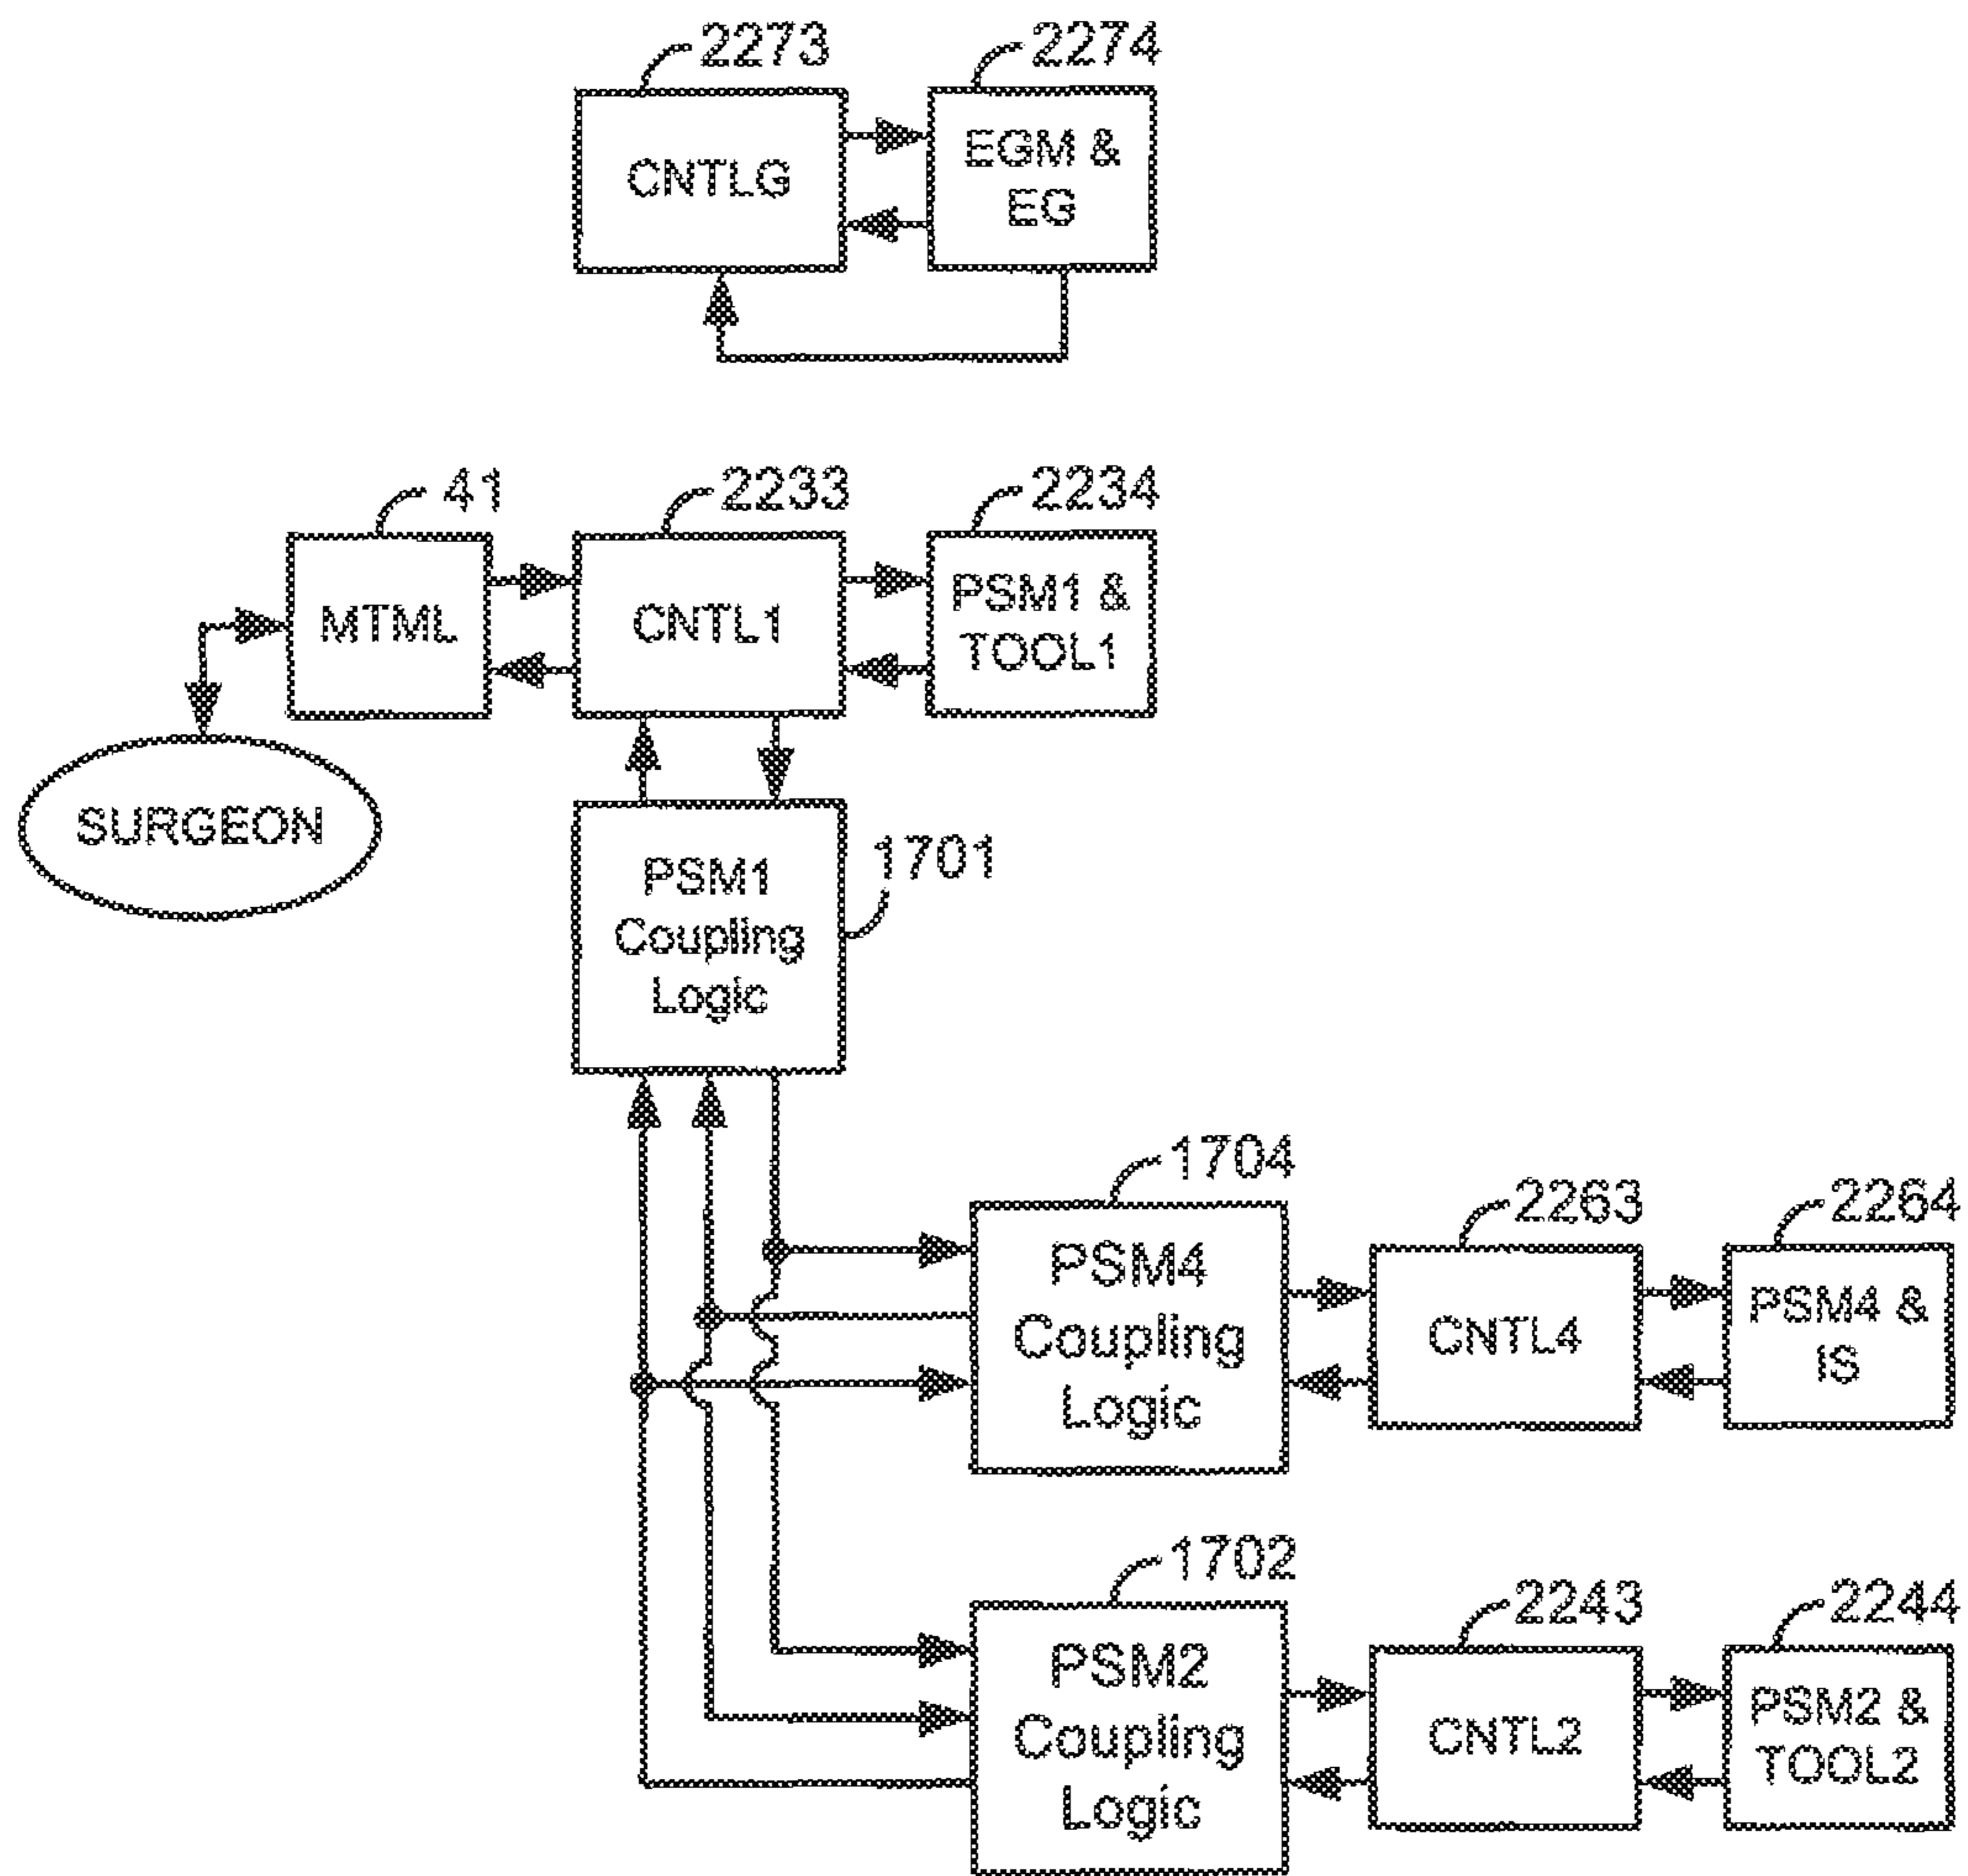 2273
2274
CNTLG
EGM &
EG
41
2233
2234
MTML
CNTL1
PSM1 &
TOOL1
SURGEON
PSM1
Coupling
Logic
1701
1704
2263
2264
PSM4
Coupling
Logic
CNTL4
PSM4 &
IS
1702
2243
2244
PSM2
Coupling
Logic
CNTL2
PSM2 &
TOOL2